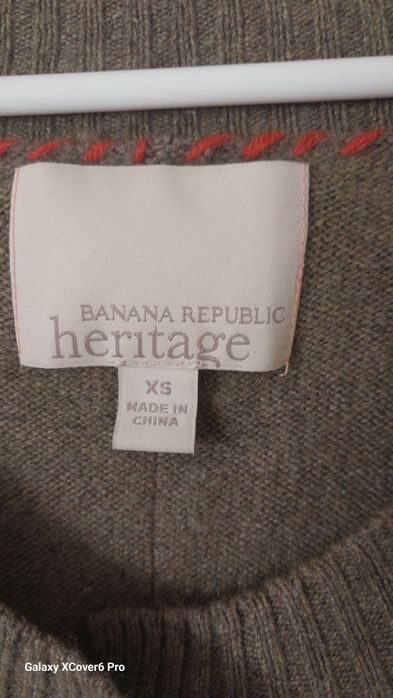 BANANA REPUBLIC
heritage
XS
MADE IN
CHINA
Galaxy XCover6 Pro